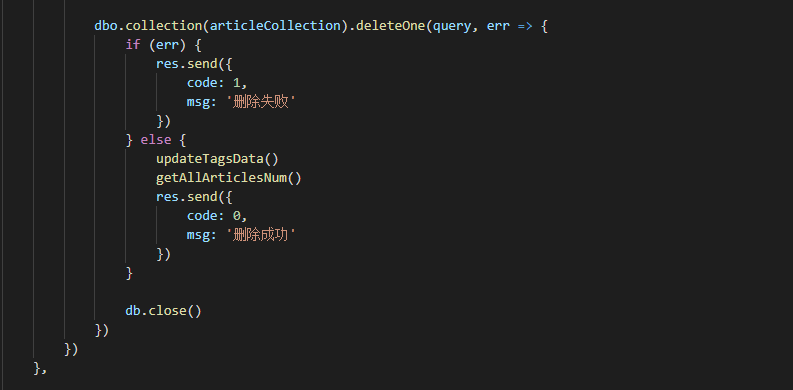 dbo.collection(articleCollection).deleteOne(query, err => {
if (err) {
res.send({
code: 1,
msg: '删除失败'
})
} else {
updateTagsData()
getAllArticlesNum()
res.send({
code: 0,
msg: '删除成功'
})
}
db.close()
})
})
},